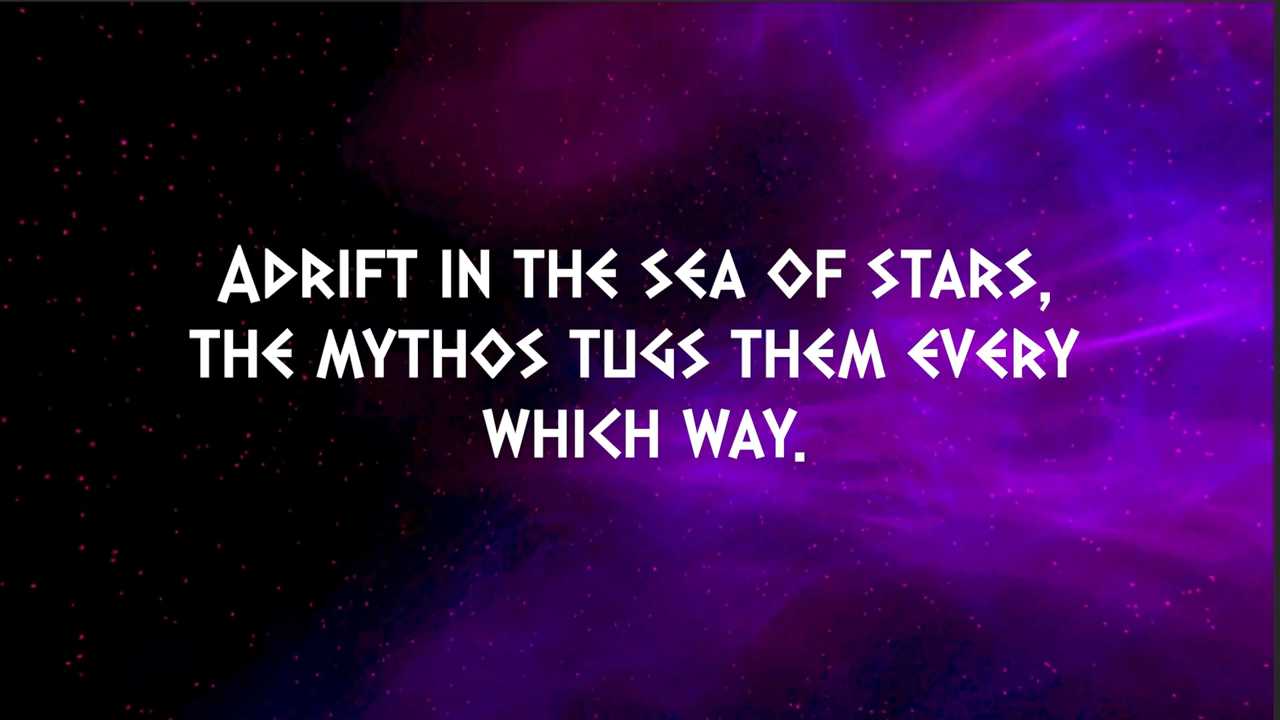 Adrift in the sea of stars,
the mythos tugs them every
which way.